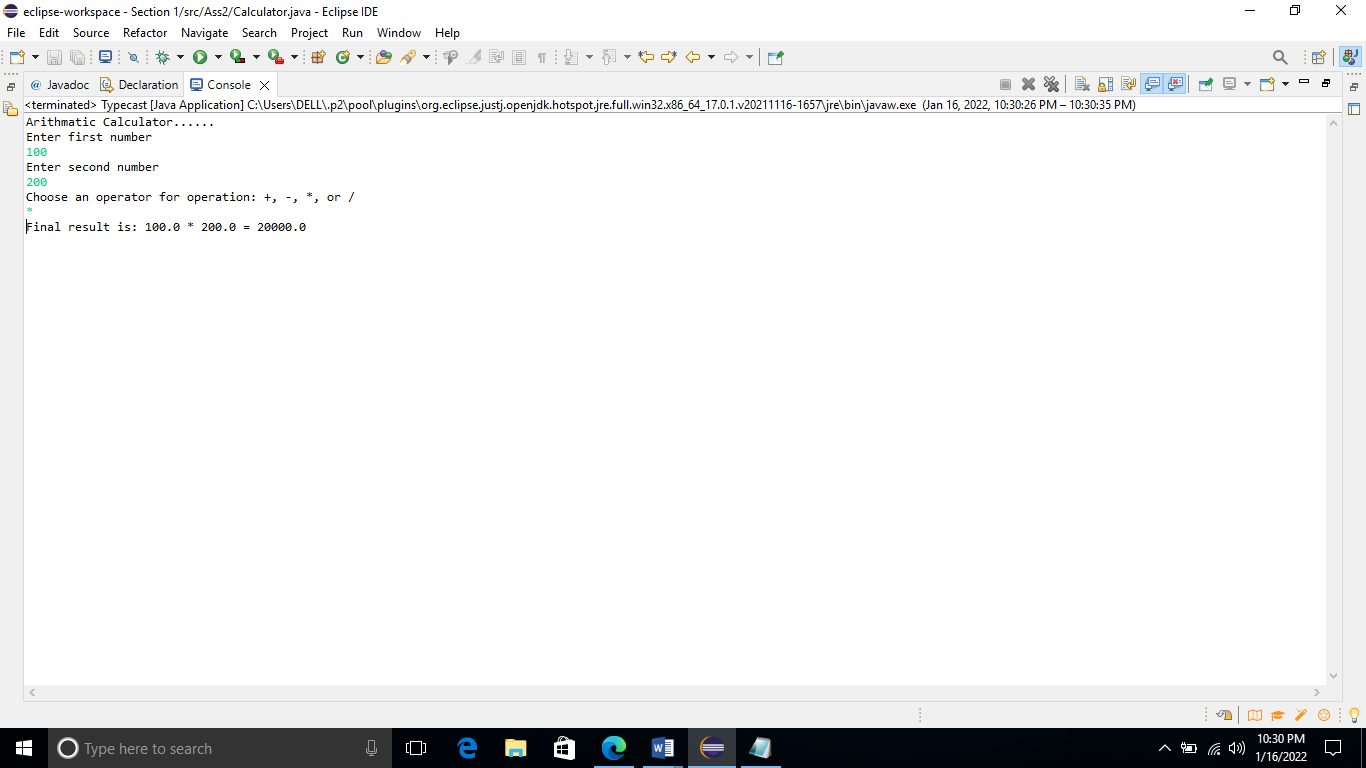 eclipse-workspace - Section 1/src/Ass2/Calculator.java - Eclipse IDE
File Edit Source Refactor Navigate Search Project Run Window Help
@ Javadoc Declaration Console
<terminated> Typecast [Java Application] C:\Users\DELL\.p2\pool\plugins\org.eclipse.justj.openjdk.hotspot.jre.full.win32.x86_64_17.0.1.v20211116-1657\jre\bin\javaw.exe (Jan 16, 2022, 10:30:26 PM – 10:30:35 PM)
Arithmatic Calculator......
Enter first number
100
Enter second number
200
Choose an operator for operation: +, -, *, or /
*
Final result is: 100.0 * 200.0 = 20000.0
Type here to search
10:30 PM
1/16/2022